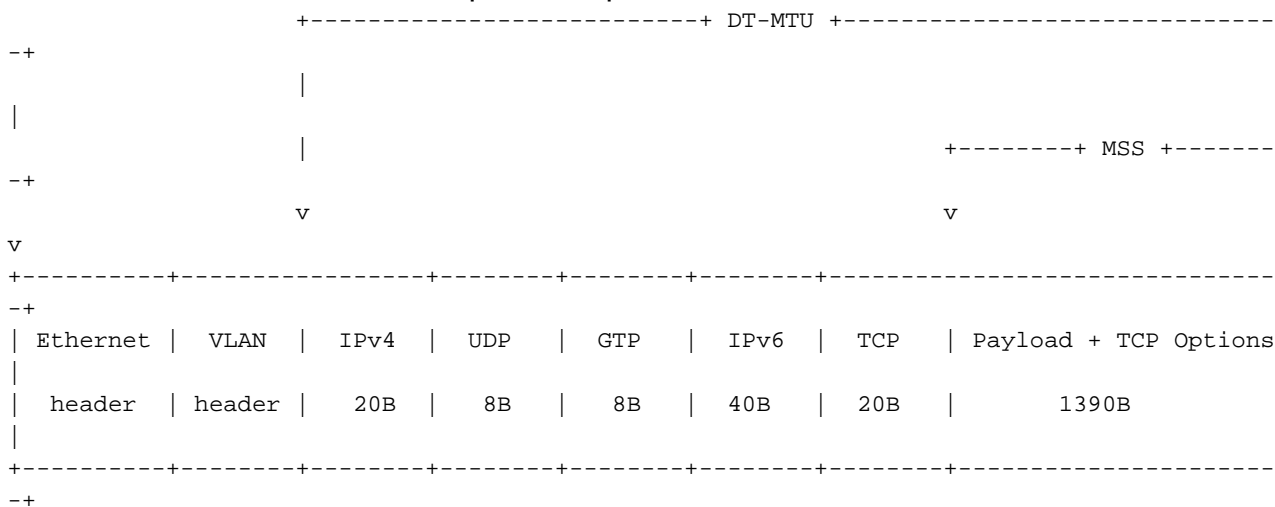 +---------------------------+ DT-MTU +------------------------------
-+
|
|
| +--------+ MSS +-------
-+
v v
v
+----------+-----------------+--------+--------+--------+-------------------------------
-+
| Ethernet | VLAN | IPv4 | UDP | GTP | IPv6 | TCP | Payload + TCP Options
|
| header | header | 20B | 8B | 8B | 40B | 20B | 1390B
|
+----------+--------+--------+--------+--------+--------+--------+----------------------
-+